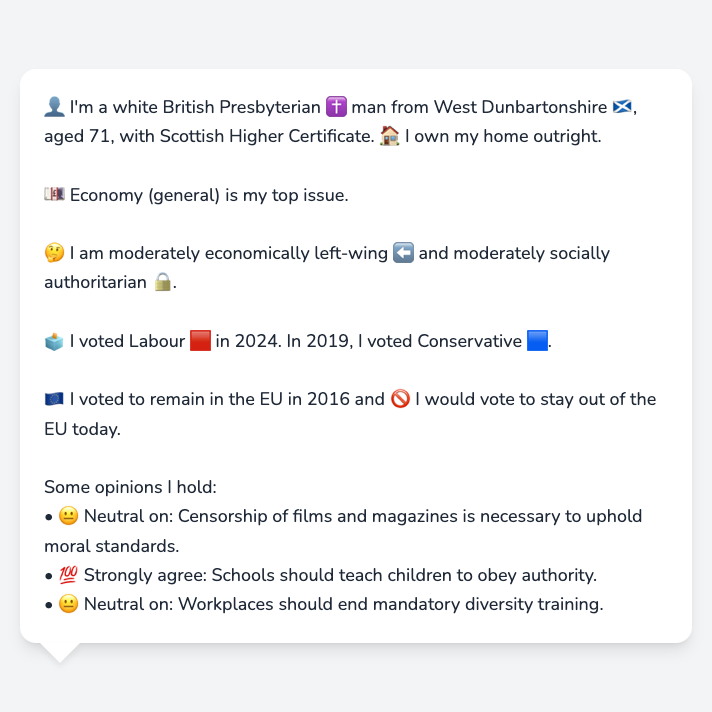 👤 I'm a white British Presbyterian ✝️ man from West Dunbartonshire 🏴󠁧󠁢󠁳󠁣󠁴󠁿,
aged 71, with Scottish Higher Certificate. 🏠 I own my home outright.
💷 Economy (general) is my top issue.
🤔 I am moderately economically left-wing ⬅️ and moderately socially
authoritarian 🔒.
🗳️ I voted Labour 🟥 in 2024. In 2019, I voted Conservative 🟦.
🇪🇺 I voted to remain in the EU in 2016 and 🚫 I would vote to stay out of the
EU today.
Some opinions I hold:
• 😐 Neutral on: Censorship of films and magazines is necessary to uphold
moral standards.
• 💯 Strongly agree: Schools should teach children to obey authority.
• 😐 Neutral on: Workplaces should end mandatory diversity training.